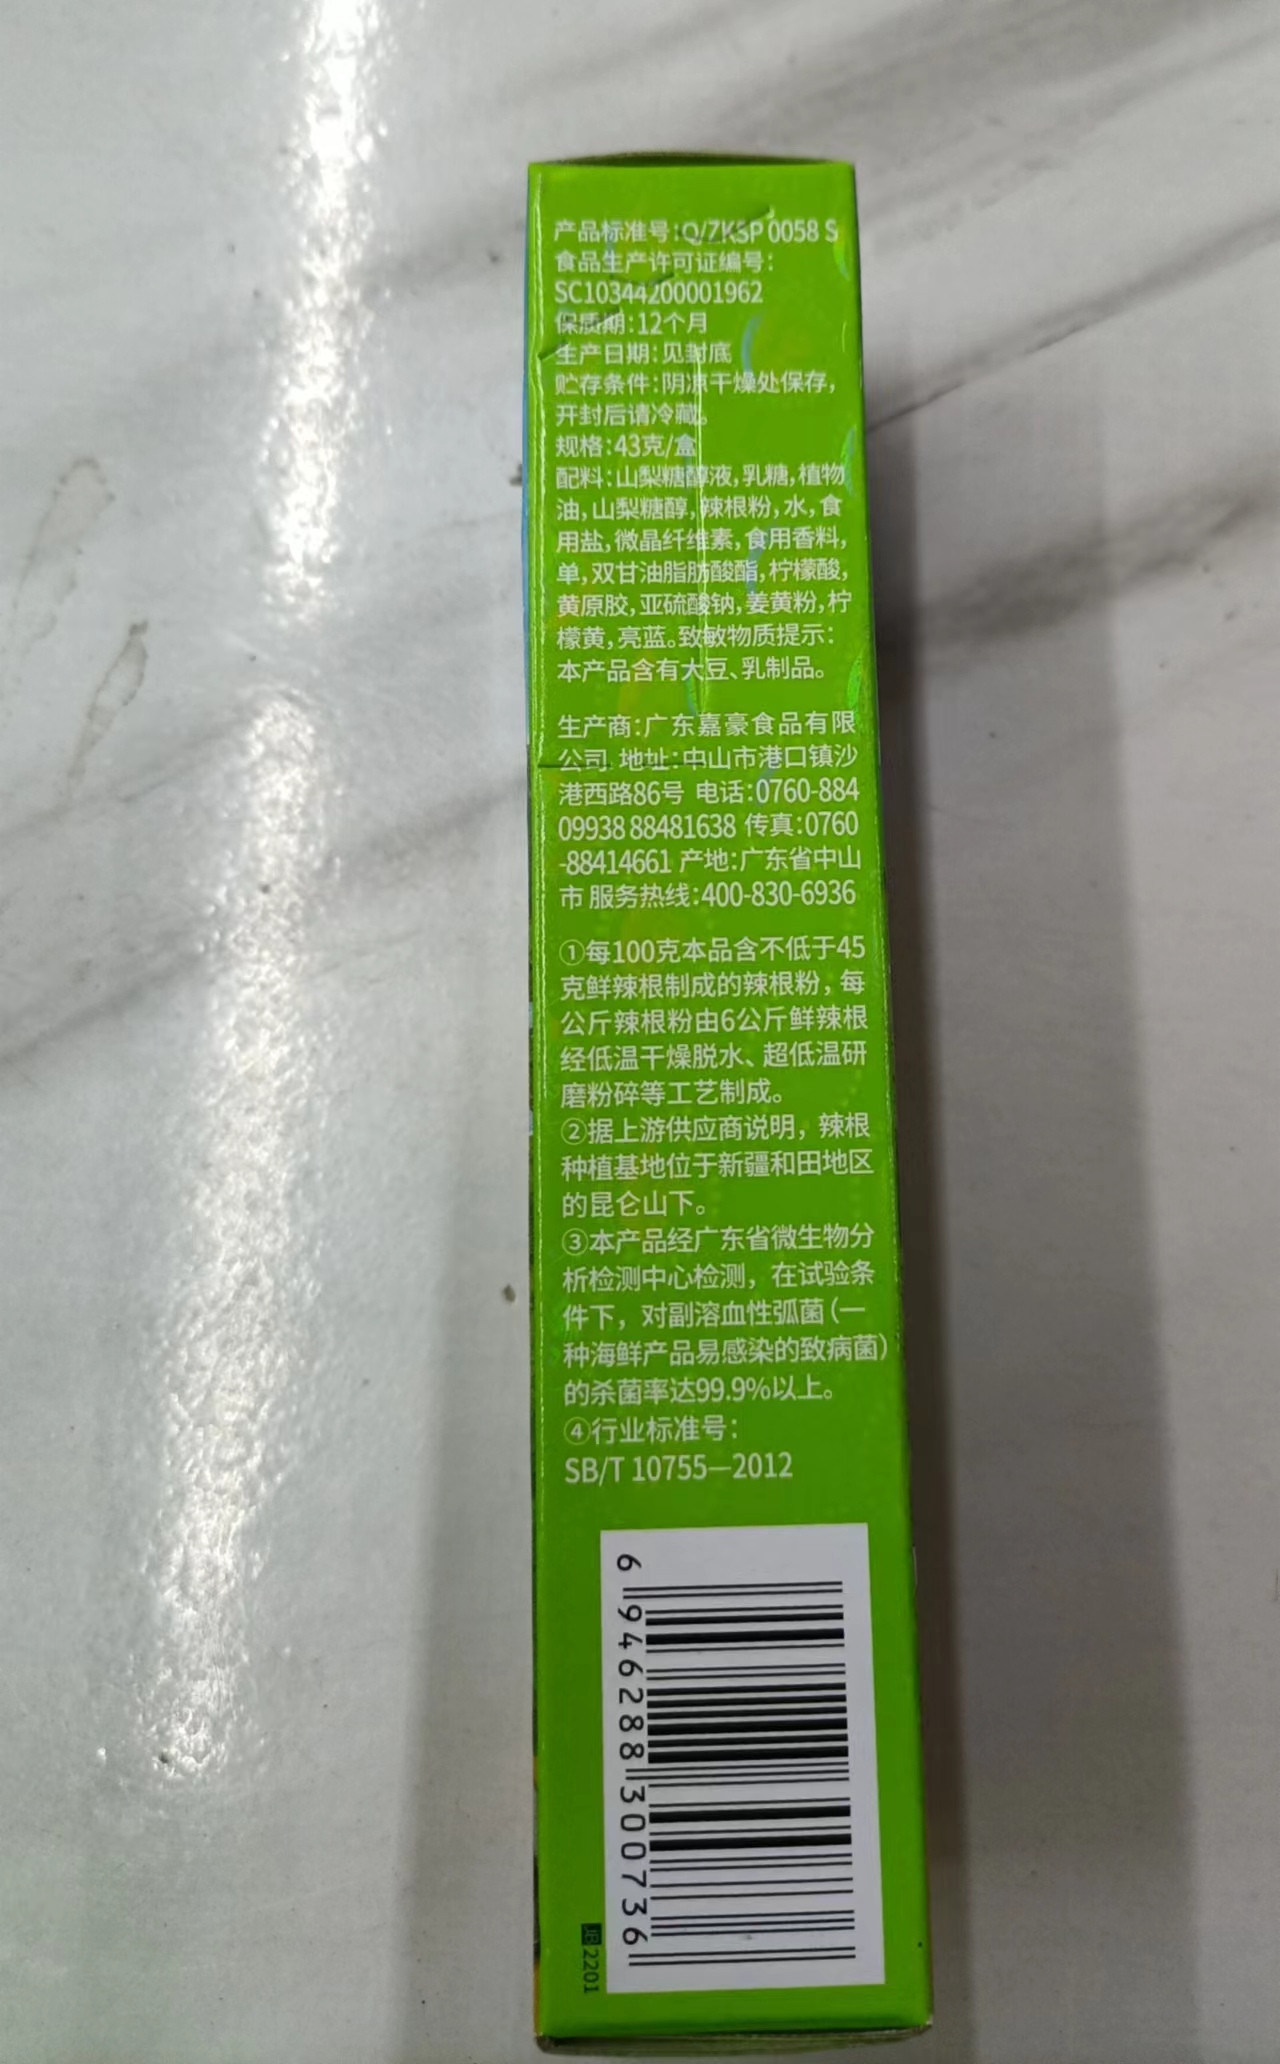 产品标准号:Q/ZKSP 0058 S
食品生产许可证编号:
SC10344200001962
保质期:12个月
生产日期:见封底
贮存条件:阴凉干燥处保存,
开封后请冷藏。
规格:43克/盒
配料:山梨糖醇液,乳糖,植物
油,山梨糖醇,辣根粉,水,食
用盐,微晶纤维素,食用香料,
单,双甘油脂肪酸酯,柠檬酸,
黄原胶,亚硫酸钠,姜黄粉,柠
檬黄,亮蓝。致敏物质提示:
本产品含有大豆、乳制品。
生产商:广东嘉豪食品有限
公司 地址:中山市港口镇沙
港西路86号 电话:0760-884
09938 88481638 传真:0760
-88414661 产地:广东省中山
市 服务热线:400-830-6936
①每100克本品含不低于45
克鲜辣根制成的辣根粉，每
公斤辣根粉由6公斤鲜辣根
经低温干燥脱水、超低温研
磨粉碎等工艺制成。
②据上游供应商说明，辣根
种植基地位于新疆和田地区
的昆仑山下。
③本产品经广东省微生物分
析检测中心检测，在试验条
件下，对副溶血性弧菌(一
种海鲜产品易感染的致病菌)
的杀菌率达99.9%以上。
④行业标准号:
SB/T 10755—2012
6 946288 300736
2201